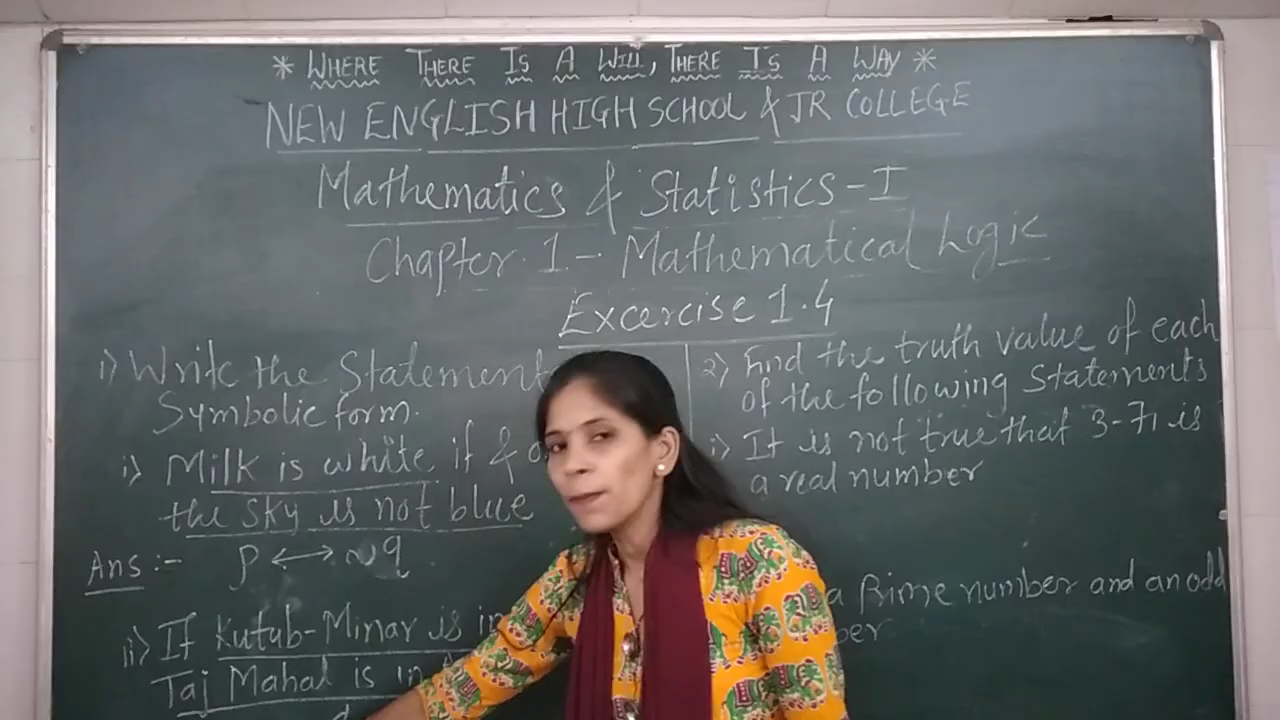 * WHERE THERE IS A WILL, THERE IS A WAY *
NEW ENGLISH HIGH SCHOOL & JR COLLEGE
Mathematics & Statistics-I
Chapter 1 - Mathematical Logic
Excercise 1.4
1) Write the Statement
Symbolic form.
i) Milk is white if &
the sky is not blue
Ans :- p ↔ ~q
ii) If Kutub-Minar is in
Taj Mahal is in
2) Find the truth value of each
of the following Statements
i) It is not true that 3-7i is
a real number
a Prime number and an odd